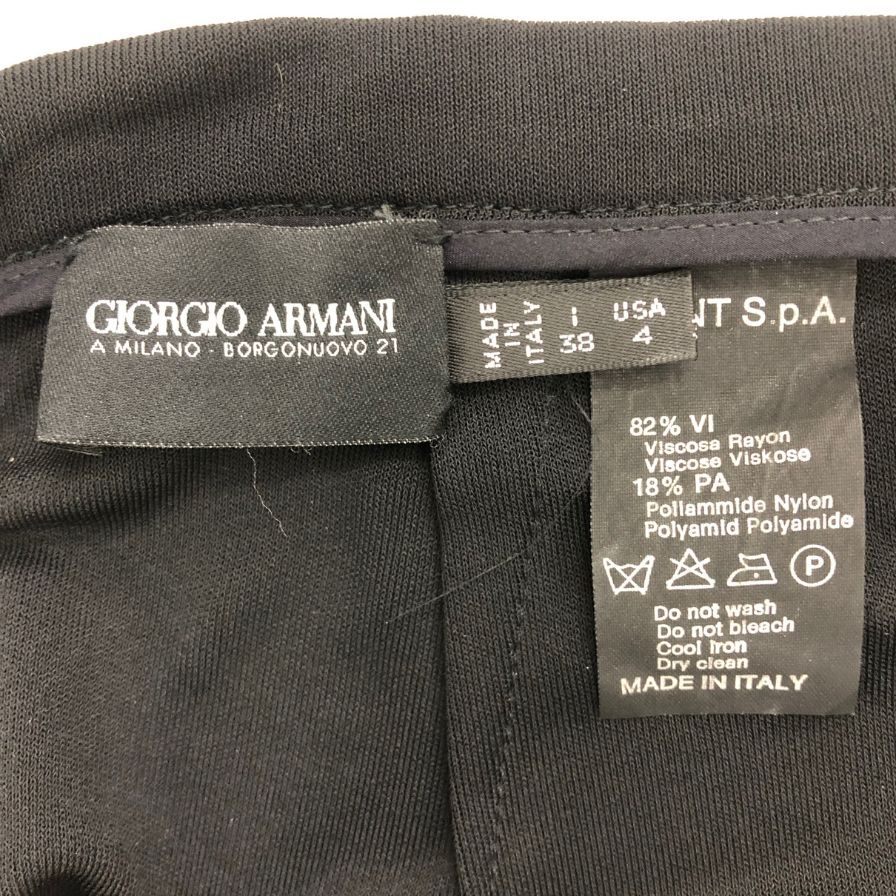 GIORGIO ARMANI
A MILANO - BORGONUOVO 21
MADE IN ITALY
I 38
USA 4
NT S.p.A.
82% VI
Viscosa Rayon
Viscose Viskose
18% PA
Poliammide Nylon
Polyamid Polyamide
P
Do not wash
Do not bleach
Cool iron
Dry clean
MADE IN ITALY